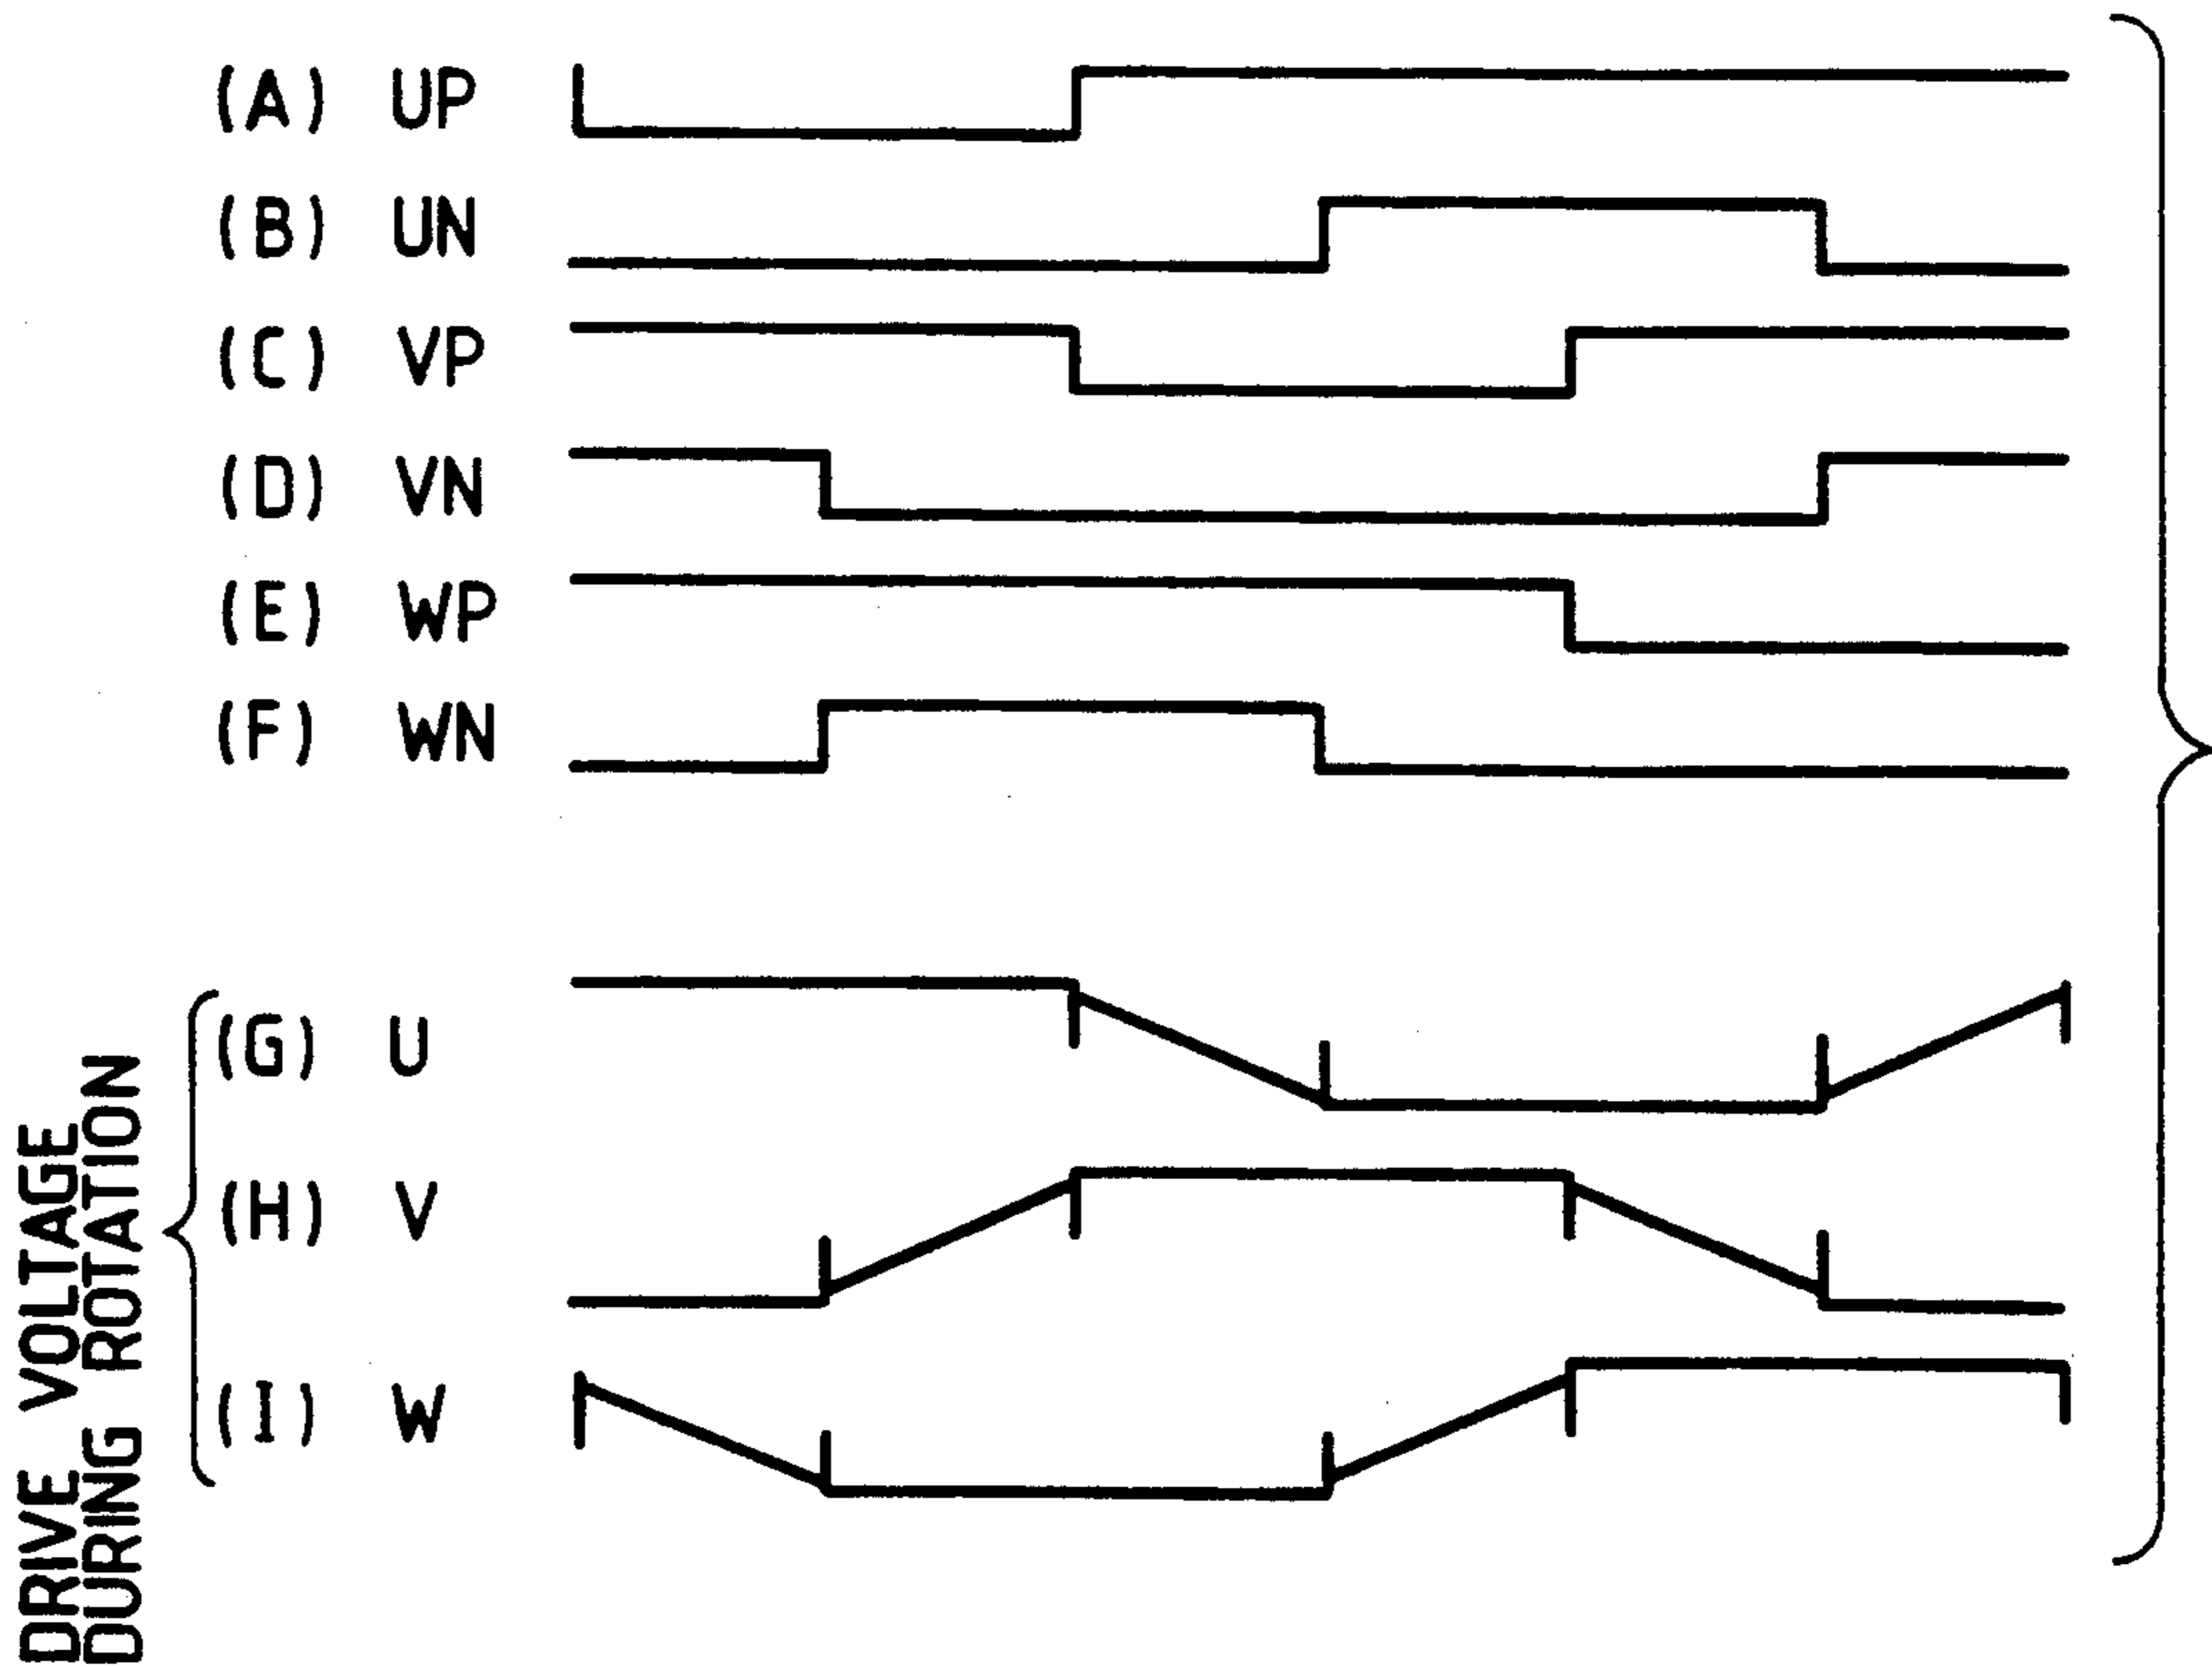 (A) UP
(B) UN
(C) VP
(D) VN
(E) WP
(F) WN
DRIVE VOLTAGE
DURING ROTATION
(G) U
(H) V
(I) W